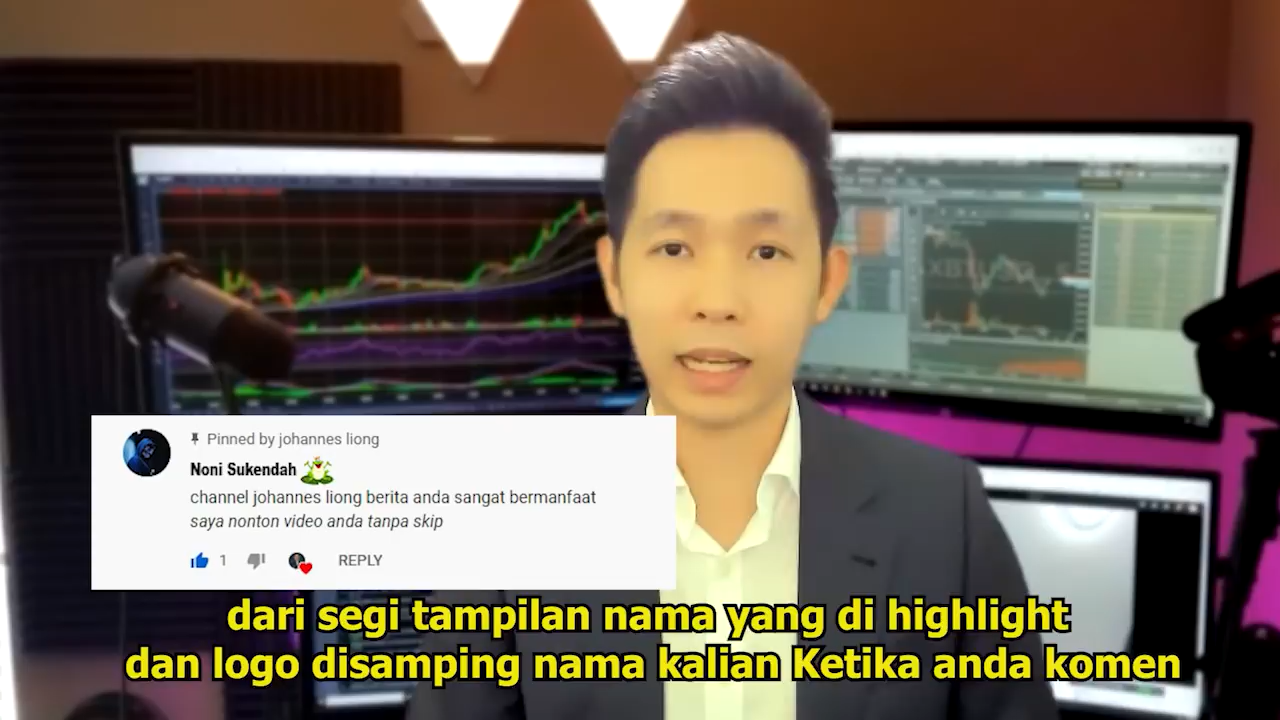 Pinned by johannes liong
Noni Sukendah
channel johannes liong berita anda sangat bermanfaat
saya nonton video anda tanpa skip
1
REPLY
dari segi tampilan nama yang di highlight
dan logo disamping nama kalian Ketika anda komen